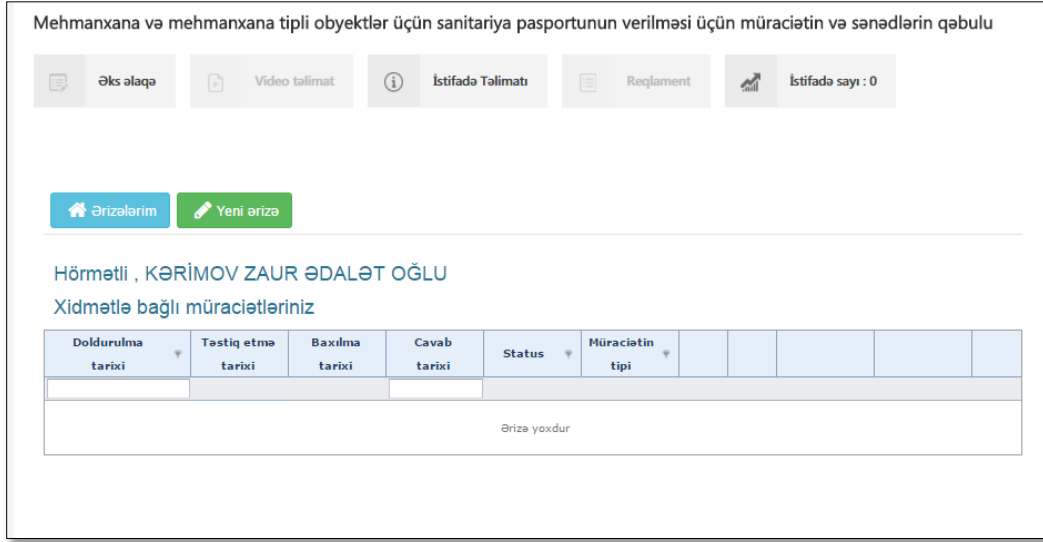 Mehmanxana və mehmanxana tipli obyektlər üçün sanitariya pasportunun verilməsi üçün müraciətin və sənədlərin qəbulu
Əks əlaqə Video təlimat İstifadə Təlimatı Reqlament İstifadə sayı : 0
Ərizələrim Yeni ərizə
Hörmətli , KƏRİMOV ZAUR ƏDALƏT OĞLU
Xidmətlə bağlı müraciətləriniz
Doldurulma tarixi Təstiq etmə tarixi Baxılma tarixi Cavab tarixi Status Müraciətin tipi
Ərizə yoxdur